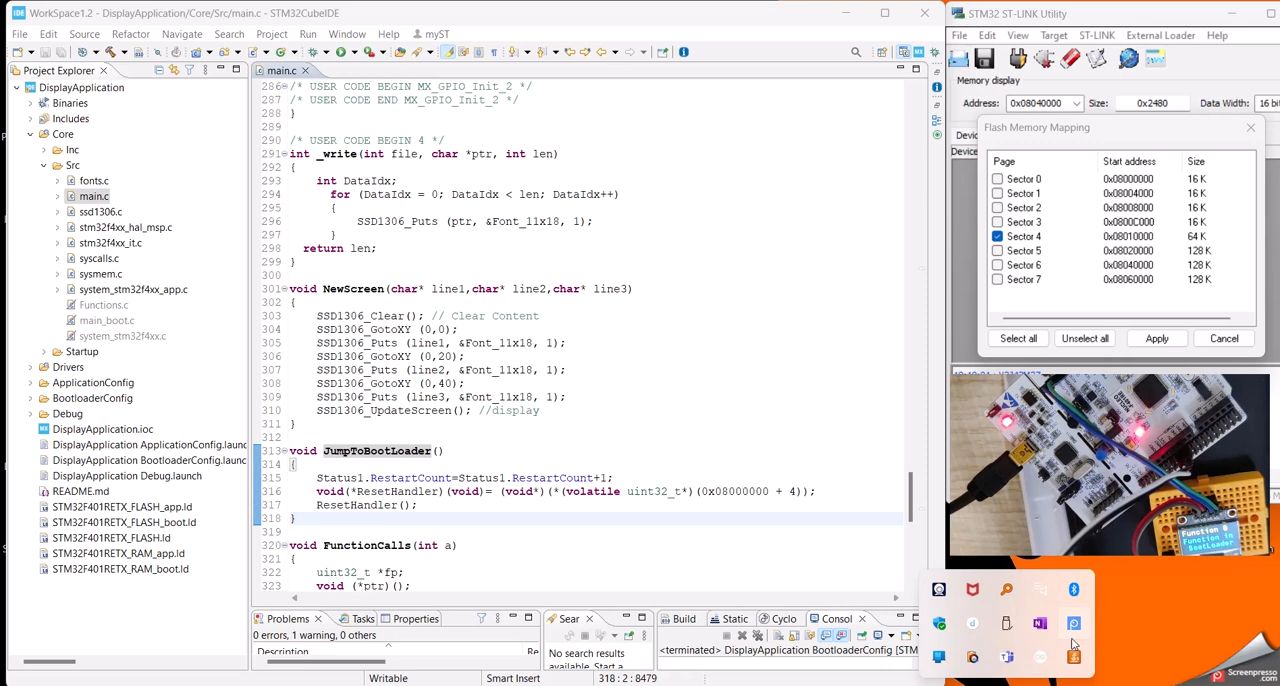 IDE WorkSpace1.2 - DisplayApplication/Core/Src/main.c - STM32CubeIDE
File Edit Source Refactor Navigate Search Project Run Window Help myST
Project Explorer
DisplayApplication
Binaries
Includes
Core
Inc
Src
fonts.c
main.c
ssd1306.c
stm32f4xx_hal_msp.c
stm32f4xx_it.c
syscalls.c
sysmem.c
system_stm32f4xx_app.c
Functions.c
main_boot.c
system_stm32f4xx.c
Startup
Drivers
ApplicationConfig
BootloaderConfig
Debug
DisplayApplication.ioc
DisplayApplication ApplicationConfig.launc
DisplayApplication BootloaderConfig.launc
DisplayApplication Debug.launch
README.md
STM32F401RETX_FLASH_app.ld
STM32F401RETX_FLASH_boot.ld
STM32F401RETX_FLASH.ld
STM32F401RETX_RAM_app.ld
STM32F401RETX_RAM_boot.ld
main.c
286 /* USER CODE BEGIN MX_GPIO_Init_2 */
287 /* USER CODE END MX_GPIO_Init_2 */
288 }
289
290 /* USER CODE BEGIN 4 */
291 int _write(int file, char *ptr, int len)
292 {
293 int DataIdx;
294 for (DataIdx = 0; DataIdx < len; DataIdx++)
295 {
296 SSD1306_Puts (ptr, &Font_11x18, 1);
297 }
298 return len;
299 }
300
301 void NewScreen(char* line1,char* line2,char* line3)
302 {
303 SSD1306_Clear(); // Clear Content
304 SSD1306_GotoXY (0,0);
305 SSD1306_Puts (line1, &Font_11x18, 1);
306 SSD1306_GotoXY (0,20);
307 SSD1306_Puts (line2, &Font_11x18, 1);
308 SSD1306_GotoXY (0,40);
309 SSD1306_Puts (line3, &Font_11x18, 1);
310 SSD1306_UpdateScreen(); //display
311 }
312
313 void JumpToBootLoader()
314 {
315 Status1.RestartCount=Status1.RestartCount+1;
316 void(*ResetHandler)(void)= (void*)(*(volatile uint32_t*)(0x08000000 + 4));
317 ResetHandler();
318 }
319
320 void FunctionCalls(int a)
321 {
322 uint32_t *fp;
323 void (*ptr)();
Problems Tasks Properties
0 errors, 1 warning, 0 others
Description
Sear
No search results
available. Start a
Build Static Cyclo Consol
<terminated> DisplayApplication BootloaderConfig [STM
Writable Smart Insert 318 : 2 : 8479
STM32 ST-LINK Utility
File Edit View Target ST-LINK External Loader Help
Memory display
Address: 0x08040000 Size: 0x2480 Data Width: 16 bit
Devic
Device
Flash Memory Mapping
Page Start address Size
Sector 0 0x08000000 16 K
Sector 1 0x08004000 16 K
Sector 2 0x08008000 16 K
Sector 3 0x0800C000 16 K
Sector 4 0x08010000 64 K
Sector 5 0x08020000 128 K
Sector 6 0x08040000 128 K
Sector 7 0x08060000 128 K
Select all Unselect all Apply Cancel
Function in
BootLoader
Screenpresso
.com